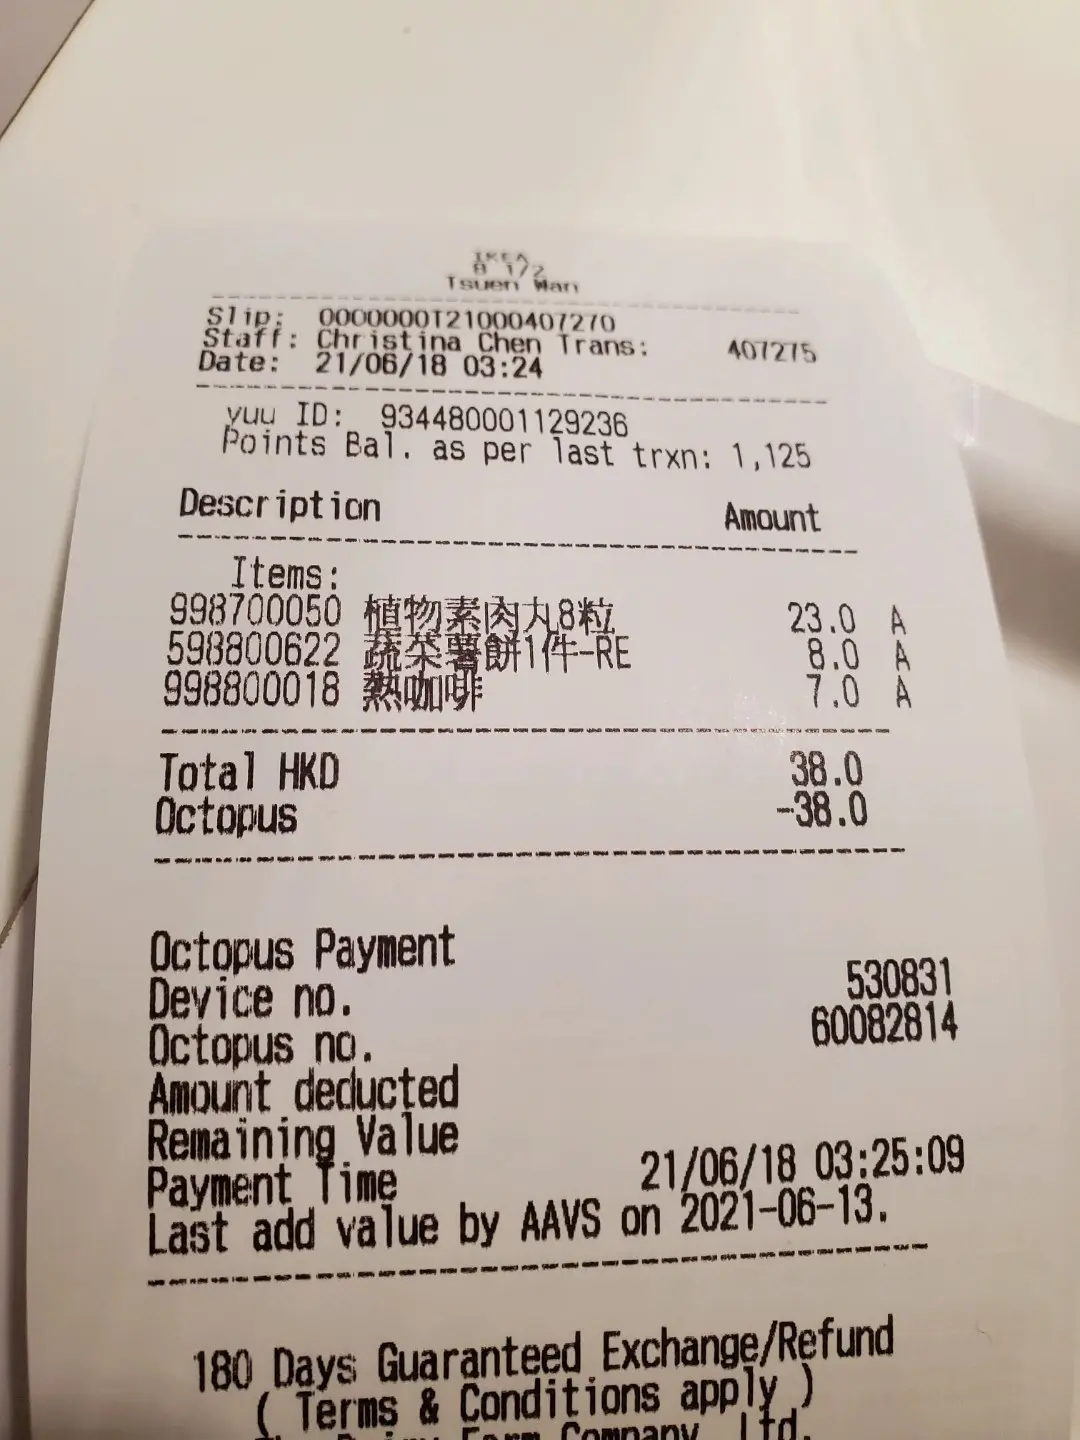 IKEA
8 1/2
Tsuen Wan
Slip: 0000000T21000407270
Staff: Christina Chen Trans: 407275
Date: 21/06/18 03:24
yuu ID: 934480001129236
Points Bal. as per last trxn: 1,125
Description Amount
Items:
998700050 植物素肉丸8粒 23.0 A
598800622 蔬菜薯餅1件-RE 8.0 A
998800018 熱咖啡 7.0 A
Total HKD 38.0
Octopus -38.0
Octopus Payment
Device no. 530831
Octopus no. 60082814
Amount deducted
Remaining Value
Payment Time 21/06/18 03:25:09
Last add value by AAVS on 2021-06-13.
180 Days Guaranteed Exchange/Refund
( Terms & Conditions apply )
The Dairy Farm Company, Ltd.